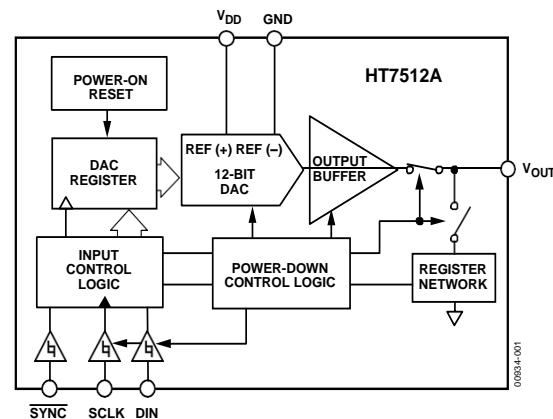 VDD GND
HT7512A
POWER-ON
RESET
DAC
REGISTER
REF (+) REF (–)
12-BIT
DAC
OUTPUT
BUFFER
VOUT
INPUT
CONTROL
LOGIC
POWER-DOWN
CONTROL LOGIC
REGISTER
NETWORK
SYNC SCLK DIN
00934-001